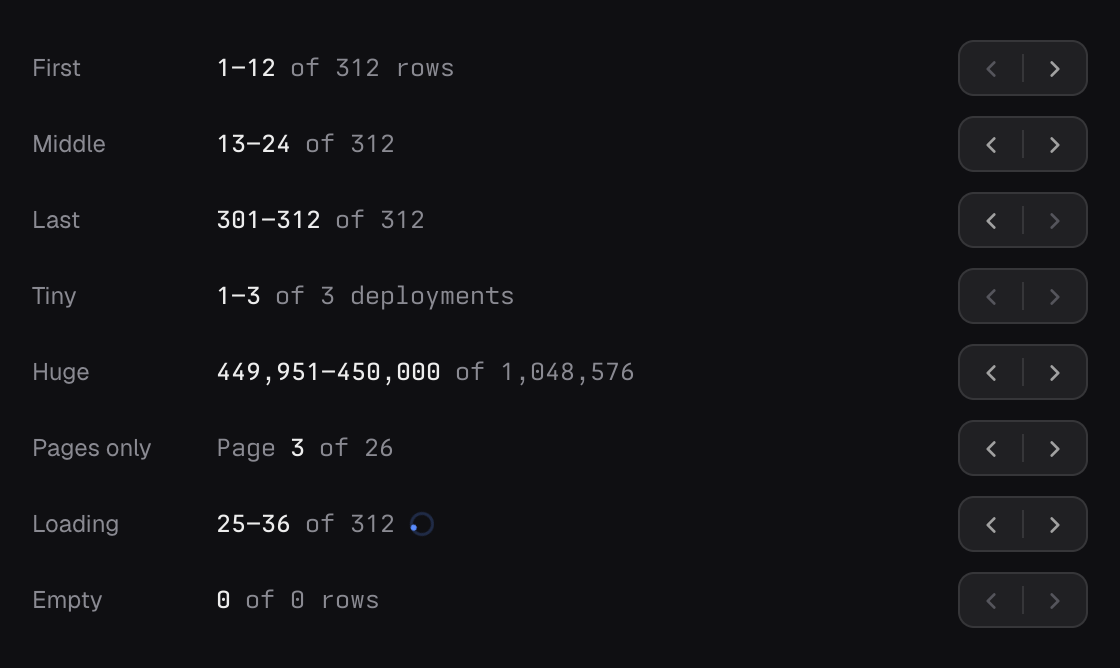 First 1–12 of 312 rows
Middle 13–24 of 312
Last 301–312 of 312
Tiny 1–3 of 3 deployments
Huge 449,951–450,000 of 1,048,576
Pages only Page 3 of 26
Loading 25–36 of 312
Empty 0 of 0 rows